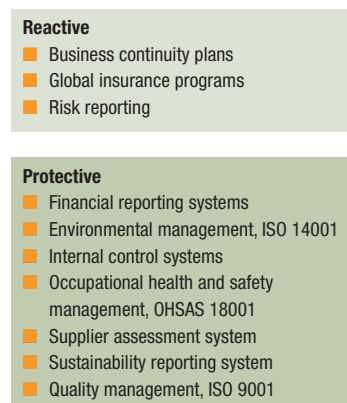 Reactive
Business continuity plans
Global insurance programs
Risk reporting
Protective
Financial reporting systems
Environmental management, ISO 14001
Internal control systems
Occupational health and safety
management, OHSAS 18001
Supplier assessment system
Sustainability reporting system
Quality management, ISO 9001